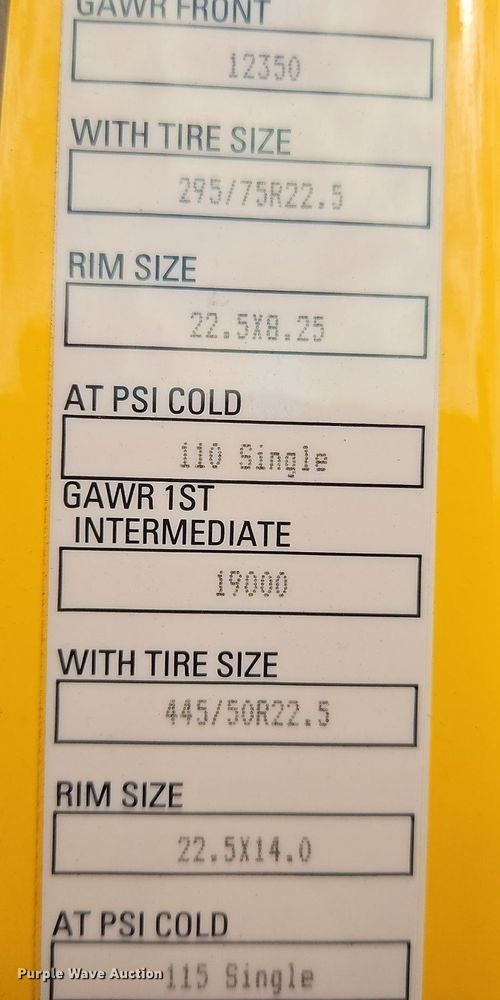 GAWR FRONT
12350
WITH TIRE SIZE
295/75R22.5
RIM SIZE
22.5X8.25
AT PSI COLD
110 Single
GAWR 1ST
INTERMEDIATE
19000
WITH TIRE SIZE
445/50R22.5
RIM SIZE
22.5X14.0
AT PSI COLD
115 Single
Purple Wave Auction